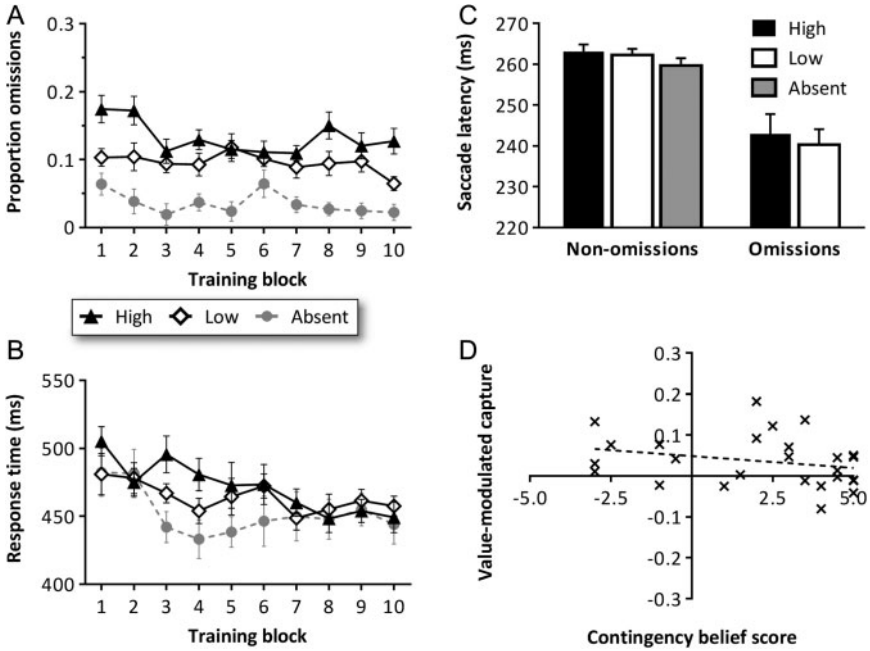 A
Proportion omissions
0.3
0.2
0.1
0
1 2 3 4 5 6 7 8 9 10
Training block
High Low Absent
B
Response time (ms)
550
500
450
400
1 2 3 4 5 6 7 8 9 10
Training block
C
Saccade latency (ms)
270
260
250
240
230
220
High
Low
Absent
Non-omissions Omissions
D
Value-modulated capture
0.3
0.2
0.1
-5.0 -2.5 2.5 5.0
-0.1
-0.2
-0.3
Contingency belief score